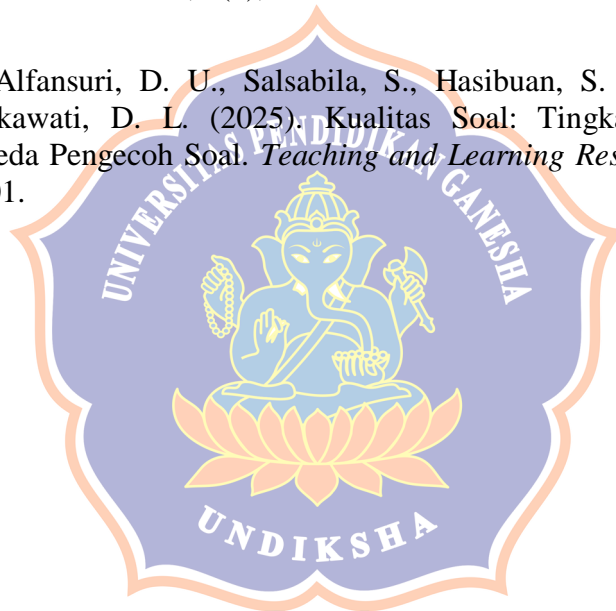 Alfansuri, D. U., Salsabila, S., Hasibuan, S.
kawati, D. L. (2025). Kualitas Soal: Tingka
eda Pengecoh Soal. Teaching and Learning Res
01.
UNIVERSITAS PENDIDIKAN GANESHA
UNDIKSHA